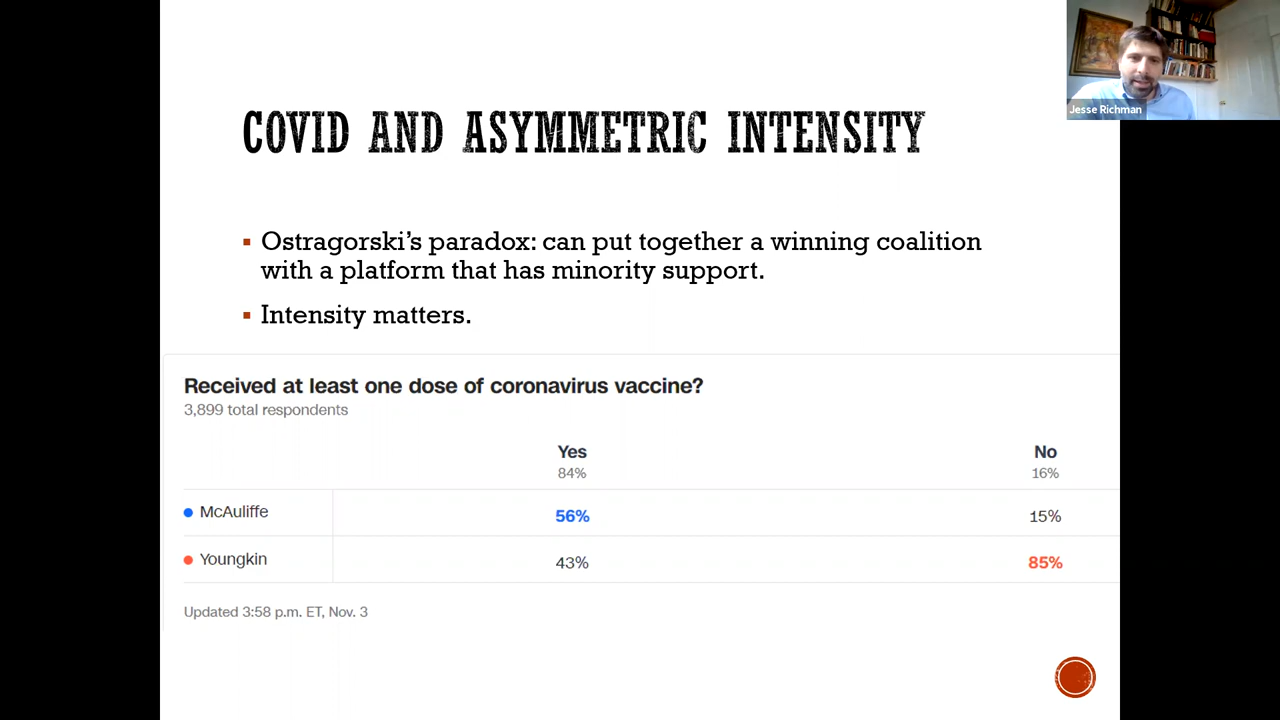 COVID AND ASYMMETRIC INTENSITY
Jesse Richman
▪ Ostragorski's paradox: can put together a winning coalition
with a platform that has minority support.
▪ Intensity matters.
Received at least one dose of coronavirus vaccine?
3,899 total respondents
Yes No
84% 16%
McAuliffe 56% 15%
Youngkin 43% 85%
Updated 3:58 p.m. ET, Nov. 3